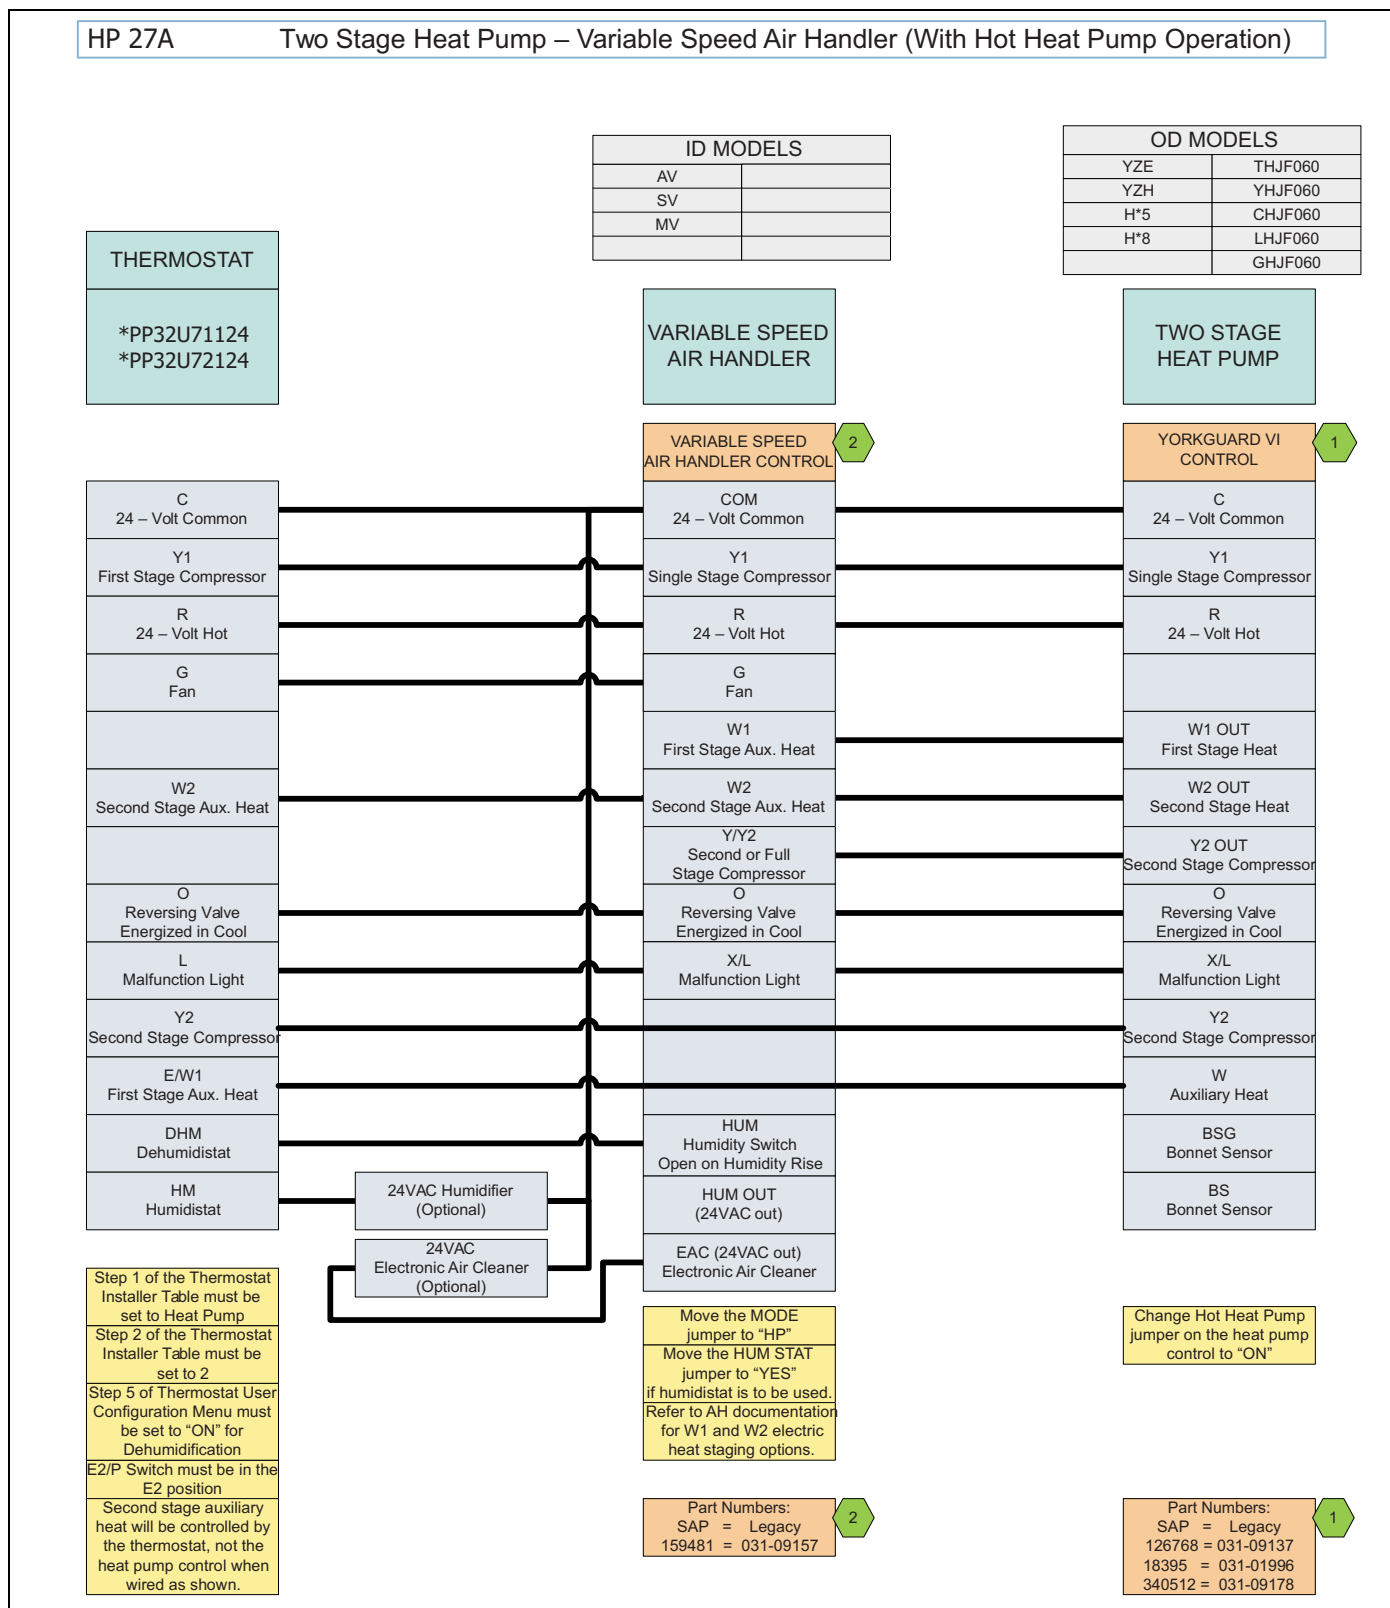 HP 27A Two Stage Heat Pump – Variable Speed Air Handler (With Hot Heat Pump Operation)
ID MODELS
AV
SV
MV
OD MODELS
YZE THJF060
YZH YHJF060
H*5 CHJF060
H*8 LHJF060
GHJF060
THERMOSTAT
*PP32U71124
*PP32U72124
VARIABLE SPEED
AIR HANDLER
TWO STAGE
HEAT PUMP
VARIABLE SPEED
AIR HANDLER CONTROL
2
YORKGUARD VI
CONTROL
1
C
24 – Volt Common
Y1
First Stage Compressor
R
24 – Volt Hot
G
Fan
W2
Second Stage Aux. Heat
O
Reversing Valve
Energized in Cool
L
Malfunction Light
Y2
Second Stage Compressor
E/W1
First Stage Aux. Heat
DHM
Dehumidistat
HM
Humidistat
24VAC Humidifier
(Optional)
24VAC
Electronic Air Cleaner
(Optional)
COM
24 – Volt Common
Y1
Single Stage Compressor
R
24 – Volt Hot
G
Fan
W1
First Stage Aux. Heat
W2
Second Stage Aux. Heat
Y/Y2
Second or Full
Stage Compressor
O
Reversing Valve
Energized in Cool
X/L
Malfunction Light
HUM
Humidity Switch
Open on Humidity Rise
HUM OUT
(24VAC out)
EAC (24VAC out)
Electronic Air Cleaner
C
24 – Volt Common
Y1
Single Stage Compressor
R
24 – Volt Hot
W1 OUT
First Stage Heat
W2 OUT
Second Stage Heat
Y2 OUT
Second Stage Compressor
O
Reversing Valve
Energized in Cool
X/L
Malfunction Light
Y2
Second Stage Compressor
W
Auxiliary Heat
BSG
Bonnet Sensor
BS
Bonnet Sensor
Step 1 of the Thermostat
Installer Table must be
set to Heat Pump
Step 2 of the Thermostat
Installer Table must be
set to 2
Step 5 of Thermostat User
Configuration Menu must
be set to “ON” for
Dehumidification
E2/P Switch must be in the
E2 position
Second stage auxiliary
heat will be controlled by
the thermostat, not the
heat pump control when
wired as shown.
Move the MODE
jumper to “HP”
Move the HUM STAT
jumper to “YES”
if humidistat is to be used.
Refer to AH documentation
for W1 and W2 electric
heat staging options.
Change Hot Heat Pump
jumper on the heat pump
control to “ON”
Part Numbers:
SAP = Legacy
159481 = 031-09157
2
Part Numbers:
SAP = Legacy
126768 = 031-09137
18395 = 031-01996
340512 = 031-09178
1